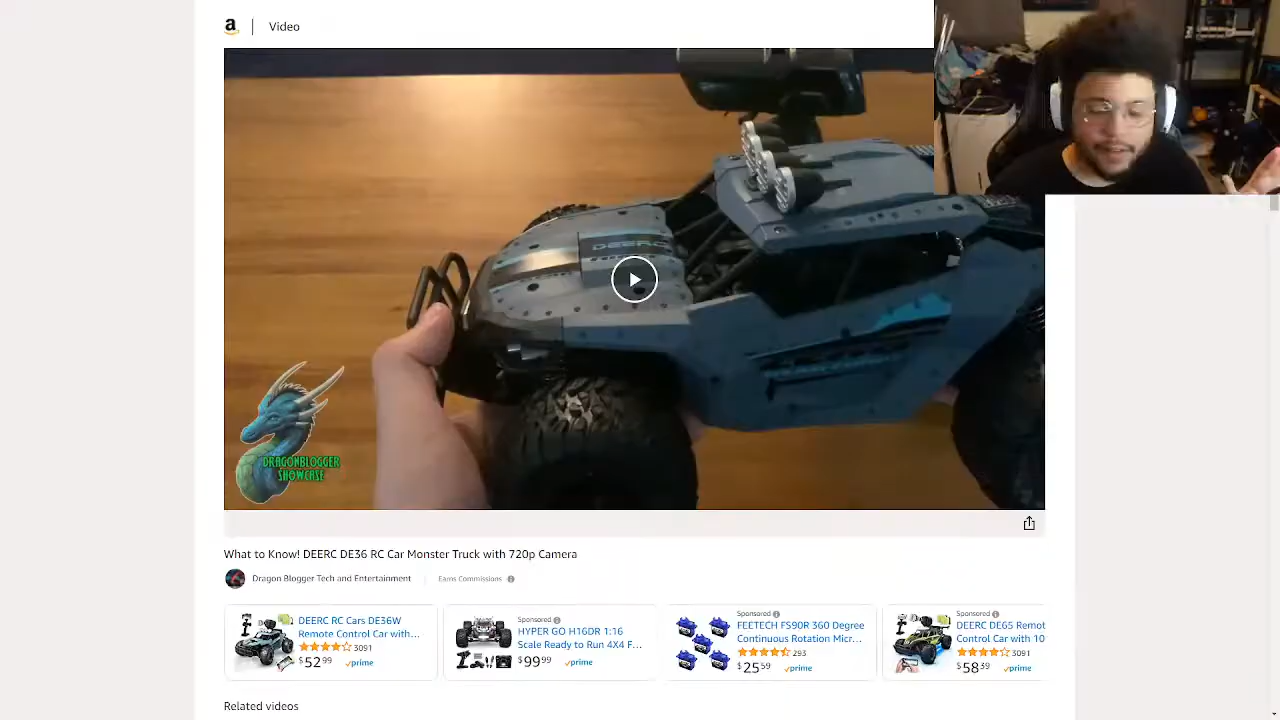 a
Video
DEERC
DRAGONBLOGGER
SHOWCASE
What to Know! DEERC DE36 RC Car Monster Truck with 720p Camera
Dragon Blogger Tech and Entertainment
Earns Commissions
DEERC RC Cars DE36W
Remote Control Car with...
3091
$52 99
prime
Sponsored
HYPER GO H16DR 1:16
Scale Ready to Run 4X4 F...
$99 99
prime
Sponsored
FEETECH FS90R 360 Degree
Continuous Rotation Micr...
293
$25 59
prime
Sponsored
DEERC DE65 Remot
Control Car with 10
3091
$58 39
prime
Related videos